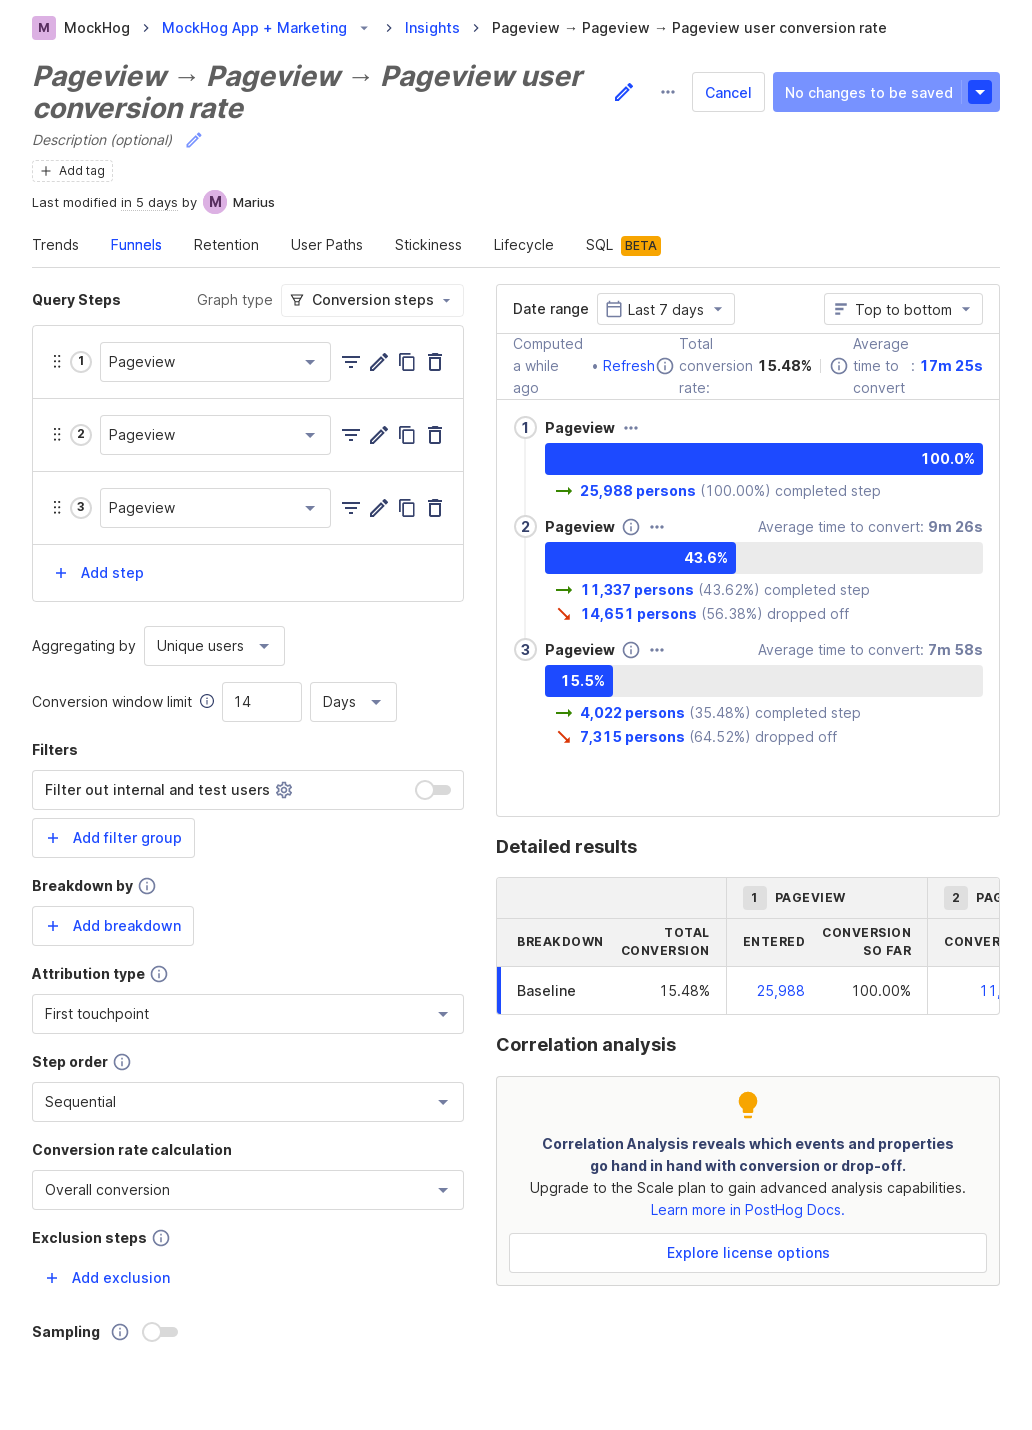 M MockHog > MockHog App + Marketing > Insights > Pageview → Pageview → Pageview user conversion rate
Pageview → Pageview → Pageview user
conversion rate
Cancel
No changes to be saved
Description (optional)
Add tag
Last modified in 5 days by M Marius
Trends Funnels Retention User Paths Stickiness Lifecycle SQL BETA
Query Steps
Graph type Conversion steps
1 Pageview
2 Pageview
3 Pageview
Add step
Aggregating by Unique users
Conversion window limit 14 Days
Filters
Filter out internal and test users
Add filter group
Breakdown by
Add breakdown
Attribution type
First touchpoint
Step order
Sequential
Conversion rate calculation
Overall conversion
Exclusion steps
Add exclusion
Sampling
Date range Last 7 days Top to bottom
Computed
a while
ago
• Refresh
Total
conversion
rate:
15.48%
Average
time to
convert
: 17m 25s
1 Pageview
100.0%
25,988 persons (100.00%) completed step
2 Pageview Average time to convert: 9m 26s
43.6%
11,337 persons (43.62%) completed step
14,651 persons (56.38%) dropped off
3 Pageview Average time to convert: 7m 58s
15.5%
4,022 persons (35.48%) completed step
7,315 persons (64.52%) dropped off
Detailed results
1 PAGEVIEW 2 PAG
BREAKDOWN
TOTAL
CONVERSION
ENTERED
CONVERSION
SO FAR
CONVER
Baseline 15.48% 25,988 100.00% 11,
Correlation analysis
Correlation Analysis reveals which events and properties
go hand in hand with conversion or drop-off.
Upgrade to the Scale plan to gain advanced analysis capabilities.
Learn more in PostHog Docs.
Explore license options